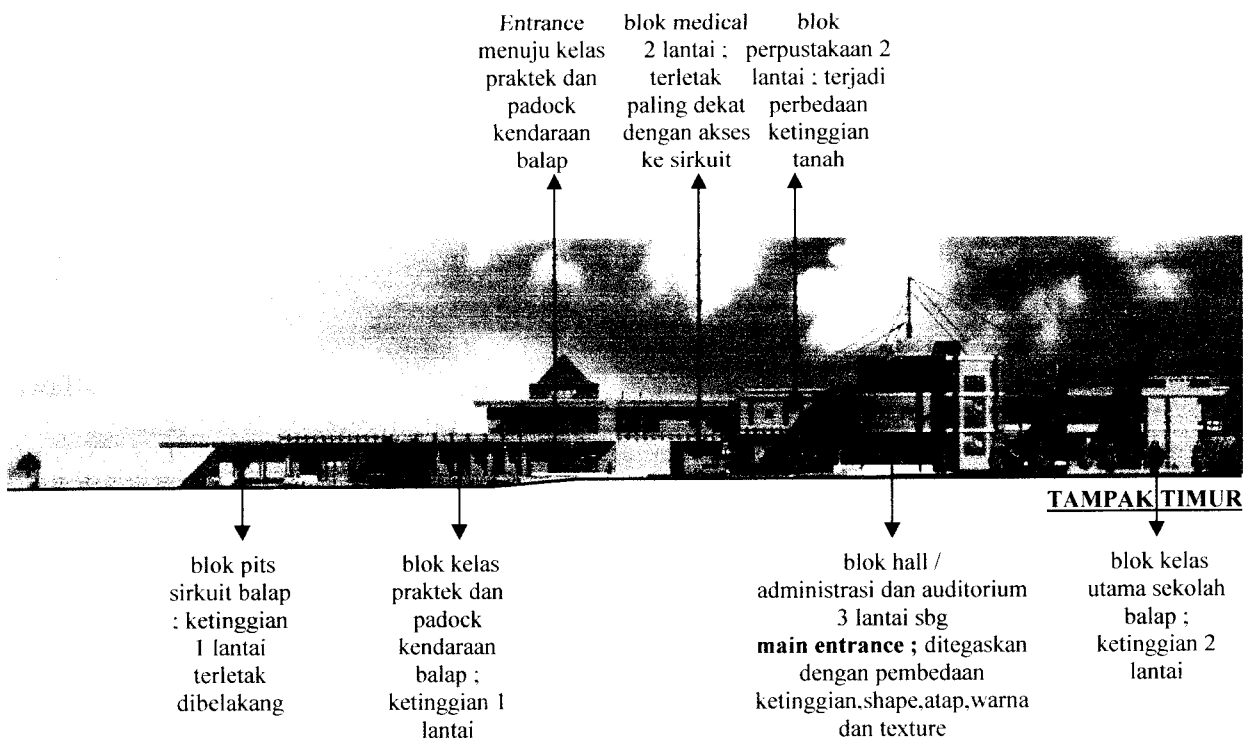 Entrance
menuju kelas
praktek dan
padock
kendaraan
balap
blok medical
2 lantai ;
terletak
paling dekat
dengan akses
ke sirkuit
blok
perpustakaan 2
lantai ; terjadi
perbedaan
ketinggian
tanah
TAMPAK TIMUR
blok pits
sirkuit balap
; ketinggian
1 lantai
terletak
dibelakang
blok kelas
praktek dan
padock
kendaraan
balap ;
ketinggian 1
lantai
blok hall /
administrasi dan auditorium
3 lantai sbg
main entrance ; ditegaskan
dengan pembedaan
ketinggian,shape,atap,warna
dan texture
blok kelas
utama sekolah
balap ;
ketinggian 2
lantai